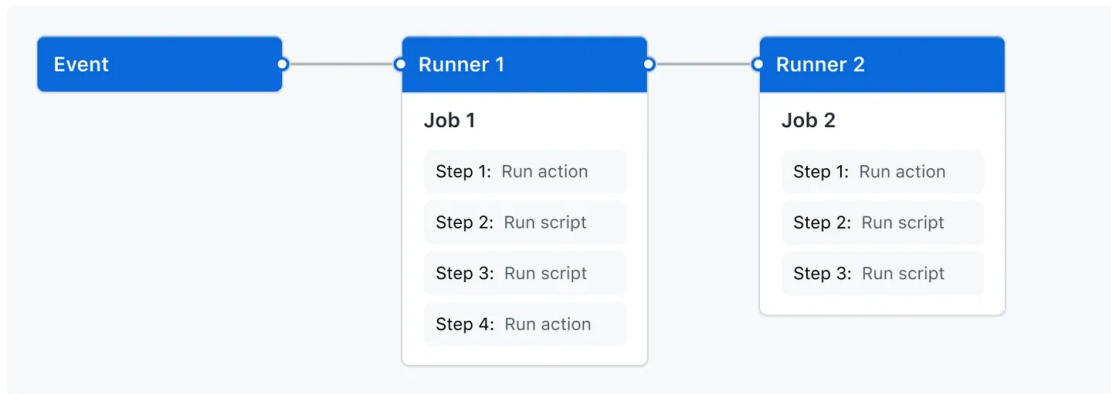 Event
Runner 1
Job 1
Step 1: Run action
Step 2: Run script
Step 3: Run script
Step 4: Run action
Runner 2
Job 2
Step 1: Run action
Step 2: Run script
Step 3: Run script